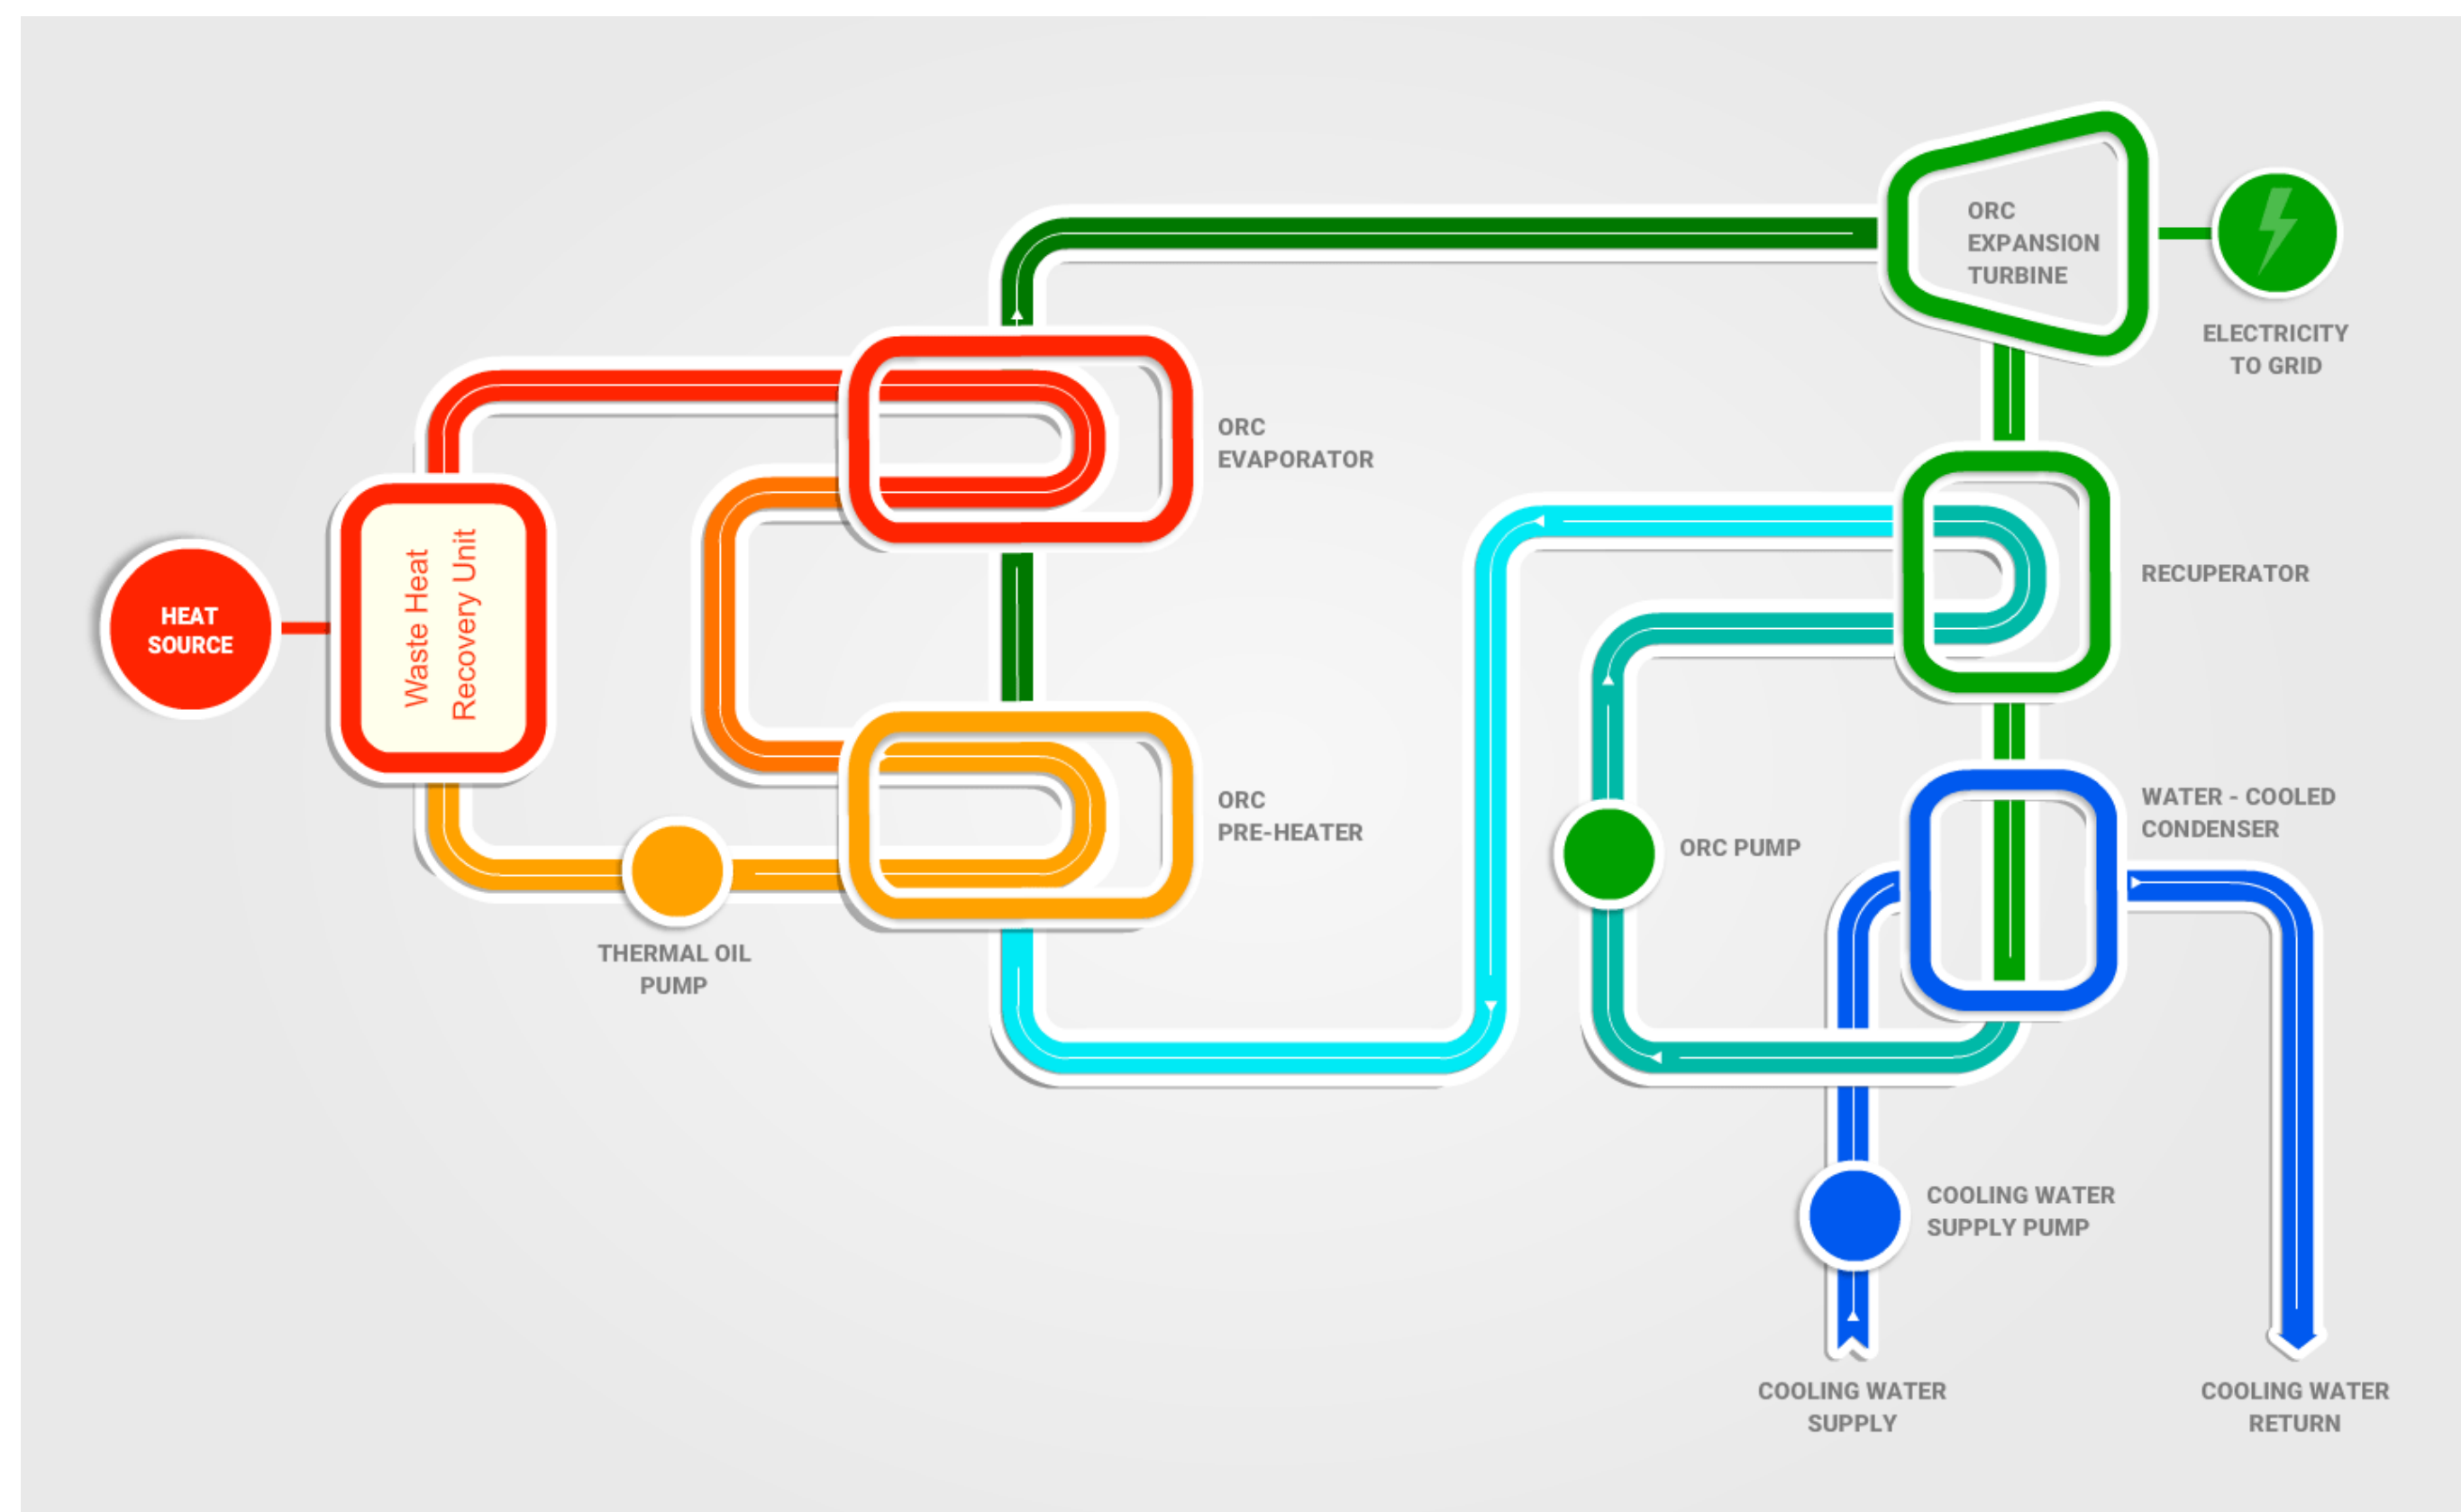 ORC
EXPANSION
TURBINE
ELECTRICITY
TO GRID
ORC
EVAPORATOR
HEAT
SOURCE
Waste Heat
Recovery Unit
RECUPERATOR
ORC
PRE-HEATER
WATER - COOLED
CONDENSER
ORC PUMP
THERMAL OIL
PUMP
COOLING WATER
SUPPLY PUMP
COOLING WATER
SUPPLY
COOLING WATER
RETURN